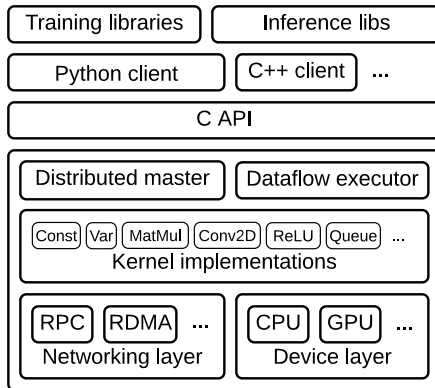 Training libraries Inference libs
Python client C++ client ...
C API
Distributed master Dataflow executor
Const Var MatMul Conv2D ReLU Queue ...
Kernel implementations
RPC RDMA ... CPU GPU ...
Networking layer Device layer